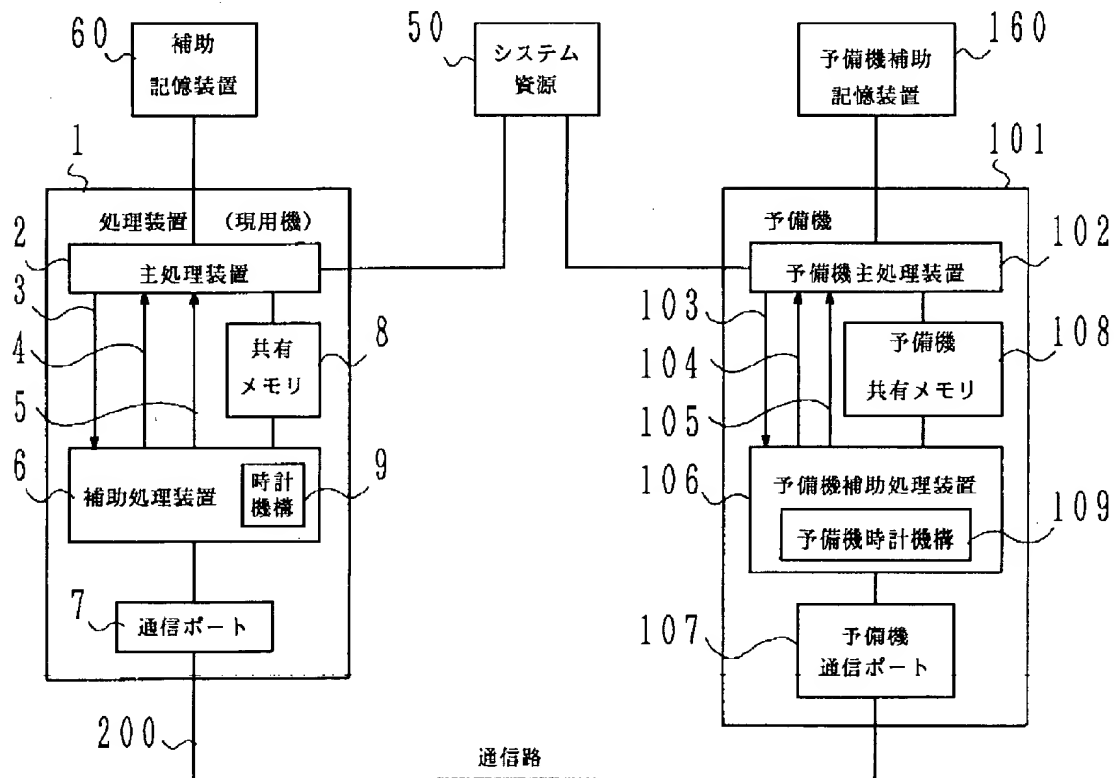 60
補助
記憶装置
50
システム
資源
160
予備機補助
記憶装置
1
処理装置 (現用機)
2
主処理装置
3
4
5
8
共有
メモリ
6
補助処理装置
9
時計
機構
7
通信ポート
200
通信路
101
予備機
102
予備機主処理装置
103
104
105
108
予備機
共有メモリ
106
予備機補助処理装置
109
予備機時計機構
107
予備機
通信ポート